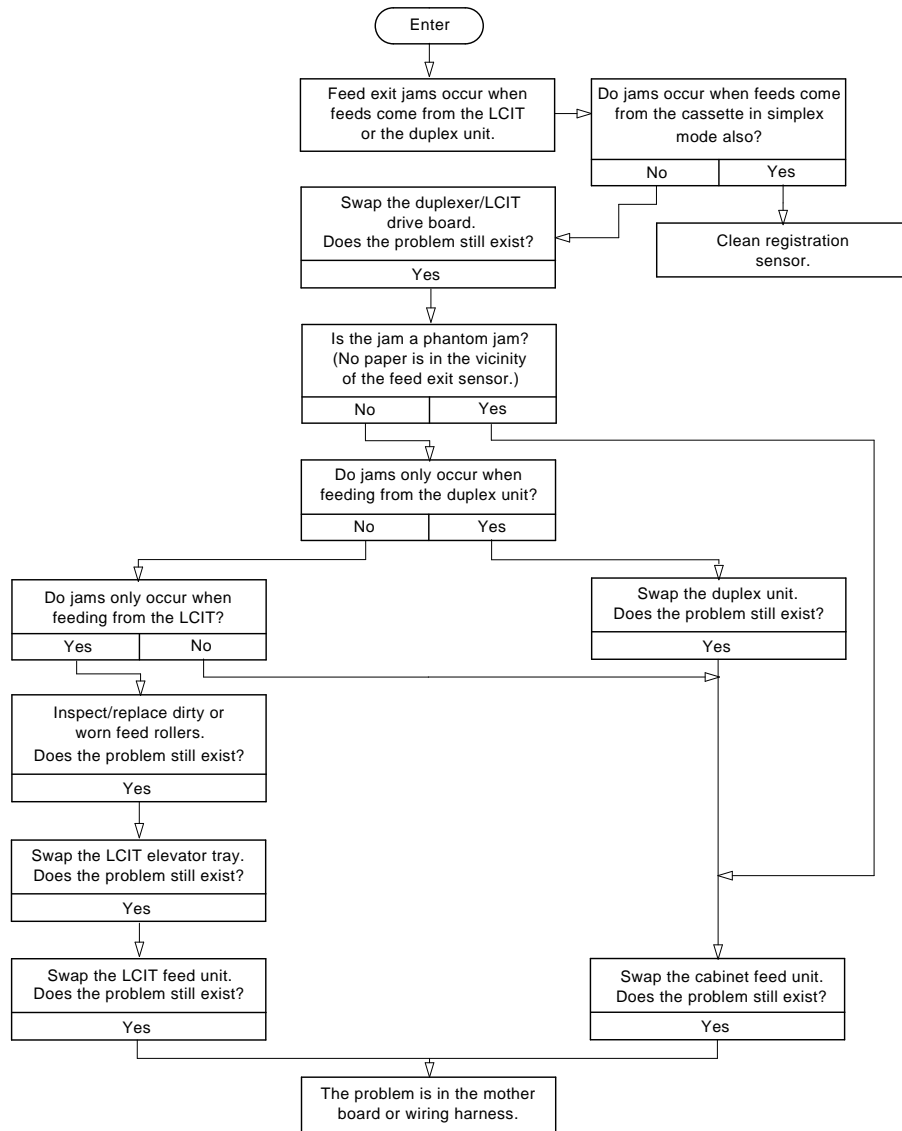 Enter
Feed exit jams occur when
feeds come from the LCIT
or the duplex unit.
Do jams occur when feeds come
from the cassette in simplex
mode also?
No
Yes
Clean registration
sensor.
Swap the duplexer/LCIT
drive board.
Does the problem still exist?
Yes
Is the jam a phantom jam?
(No paper is in the vicinity
of the feed exit sensor.)
No
Yes
Do jams only occur when
feeding from the duplex unit?
No
Yes
Do jams only occur when
feeding from the LCIT?
Yes
No
Swap the duplex unit.
Does the problem still exist?
Yes
Inspect/replace dirty or
worn feed rollers.
Does the problem still exist?
Yes
Swap the LCIT elevator tray.
Does the problem still exist?
Yes
Swap the LCIT feed unit.
Does the problem still exist?
Yes
Swap the cabinet feed unit.
Does the problem still exist?
Yes
The problem is in the mother
board or wiring harness.